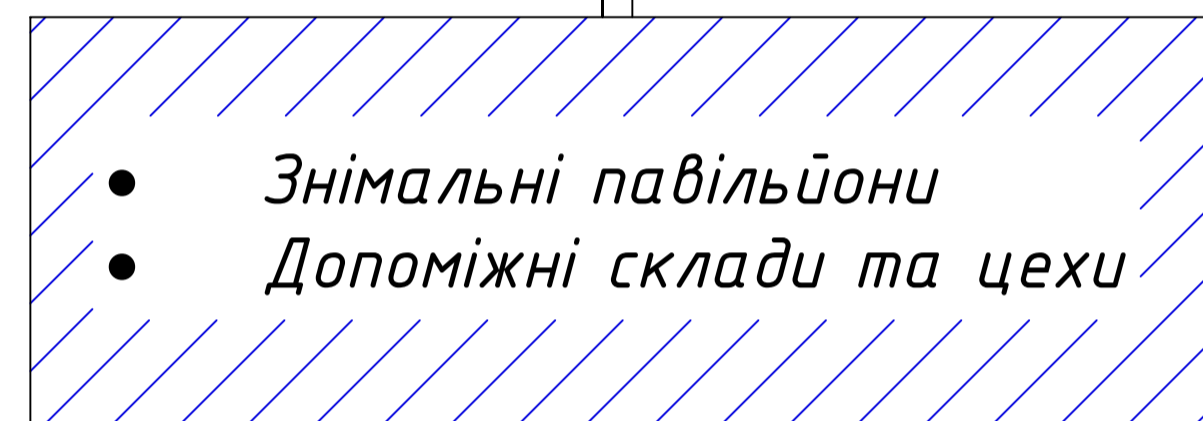 • Знімальні павільйони
• Допоміжні склади та цехи